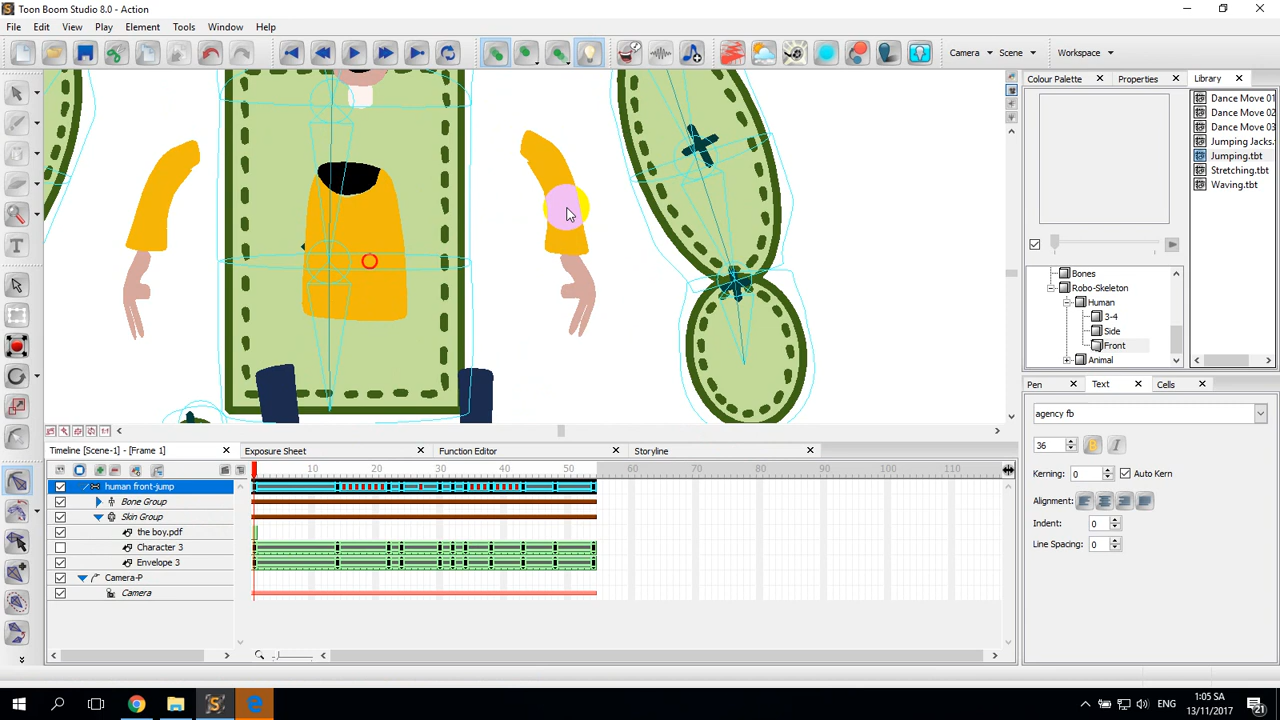 Toon Boom Studio 8.0 - Action
File Edit View Play Element Tools Window Help
Camera Scene Workspace
Colour Palette Properties Library
Dance Move 01
Dance Move 02
Dance Move 03
Jumping Jacks.
Jumping.tbt
Stretching.tbt
Waving.tbt
Bones
Robo-Skeleton
Human
3-4
Side
Front
Animal
Pen Text Cells
agency fb
36 B I
Kerning: 0 Auto Kern
Alignment:
Indent: 0
Line Spacing: 0
Timeline [Scene-1] - [Frame 1] Exposure Sheet Function Editor Storyline
10 20 30 40 50 60 70 80 90 100 110
human front-jump
Bone Group
Skin Group
the boy.pdf
Character 3
Envelope 3
Camera-P
Camera
ENG
1:05 SA
13/11/2017
21